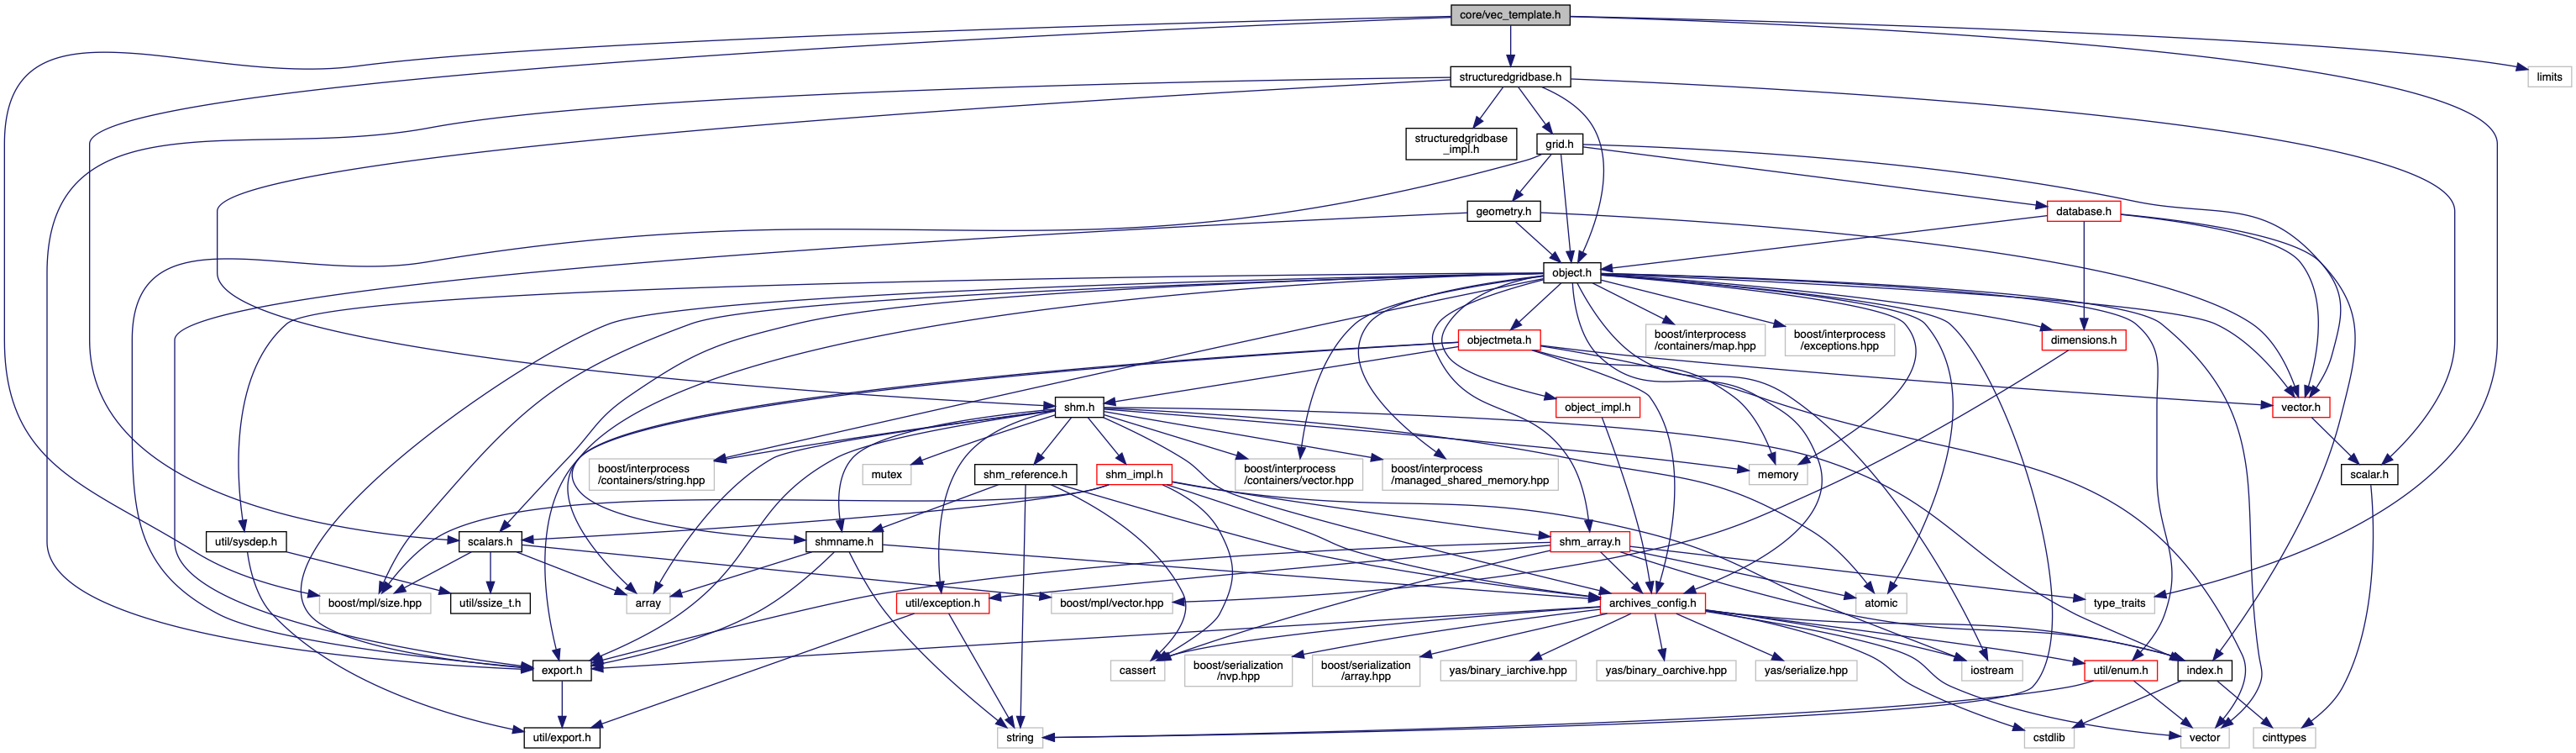 core/vec_template.h
structuredgridbase.h
limits
structuredgridbase
_impl.h
grid.h
geometry.h
database.h
object.h
objectmeta.h
boost/interprocess
/containers/map.hpp
boost/interprocess
/exceptions.hpp
dimensions.h
shm.h
object_impl.h
vector.h
boost/interprocess
/containers/string.hpp
mutex
shm_reference.h
shm_impl.h
boost/interprocess
/containers/vector.hpp
boost/interprocess
/managed_shared_memory.hpp
memory
scalar.h
util/sysdep.h
scalars.h
shmname.h
shm_array.h
boost/mpl/size.hpp
util/ssize_t.h
array
util/exception.h
boost/mpl/vector.hpp
archives_config.h
atomic
type_traits
export.h
cassert
boost/serialization
/nvp.hpp
boost/serialization
/array.hpp
yas/binary_iarchive.hpp
yas/binary_oarchive.hpp
yas/serialize.hpp
iostream
util/enum.h
index.h
util/export.h
string
cstdlib
vector
cinttypes